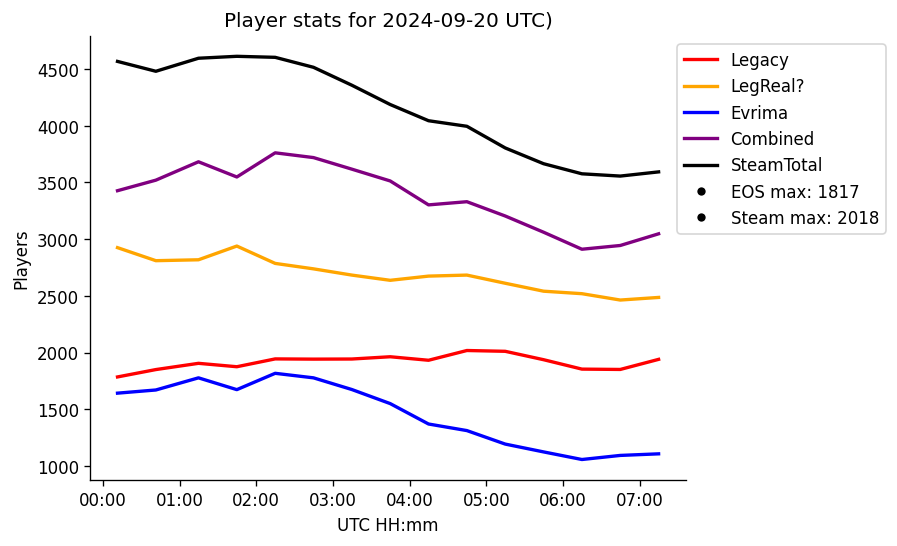 Player stats for 2024-09-20 UTC)
Legacy
LegReal?
Evrima
Combined
SteamTotal
EOS max: 1817
Steam max: 2018
Players
4500
4000
3500
3000
2500
2000
1500
1000
00:00 01:00 02:00 03:00 04:00 05:00 06:00 07:00
UTC HH:mm